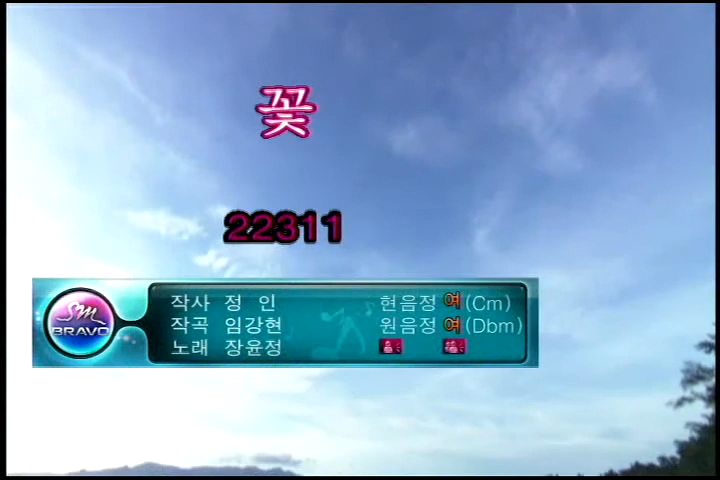 꽃
22311
SM
BRAVO
작사 정 인 현음정 여(Cm)
작곡 임강현 원음정 여(Dbm)
노래 장윤정